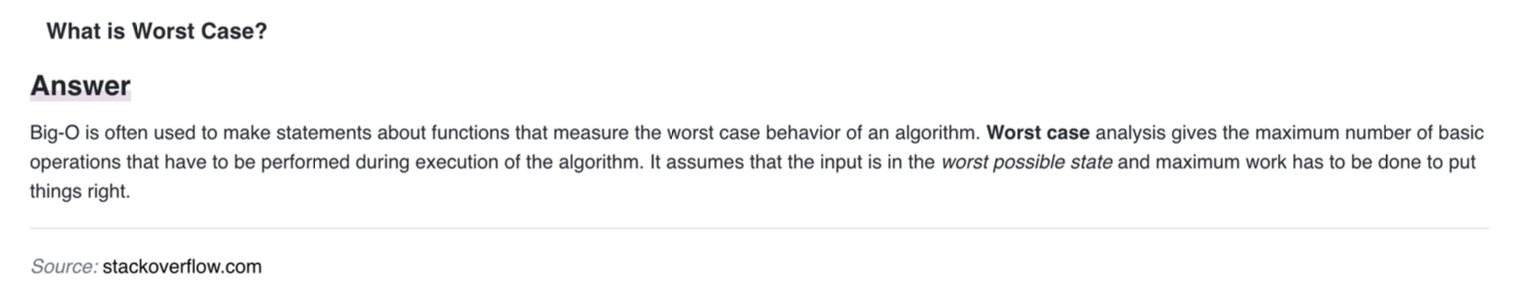 What is Worst Case?
Answer
Big-O is often used to make statements about functions that measure the worst case behavior of an algorithm. Worst case analysis gives the maximum number of basic
operations that have to be performed during execution of the algorithm. It assumes that the input is in the worst possible state and maximum work has to be done to put
things right.
Source: stackoverflow.com